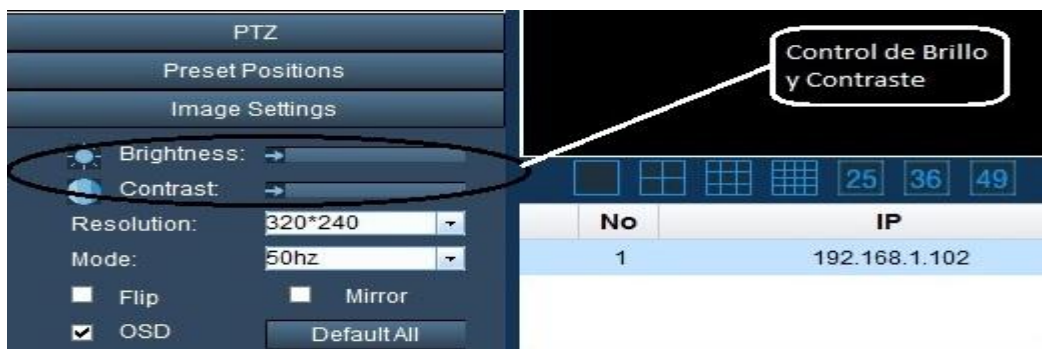 PTZ
Preset Positions
Image Settings
Brightness:
Contrast:
Resolution: 320*240
Mode: 50hz
Flip Mirror
OSD Default All
Control de Brillo
y Contraste
25 36 49
No IP
1 192.168.1.102